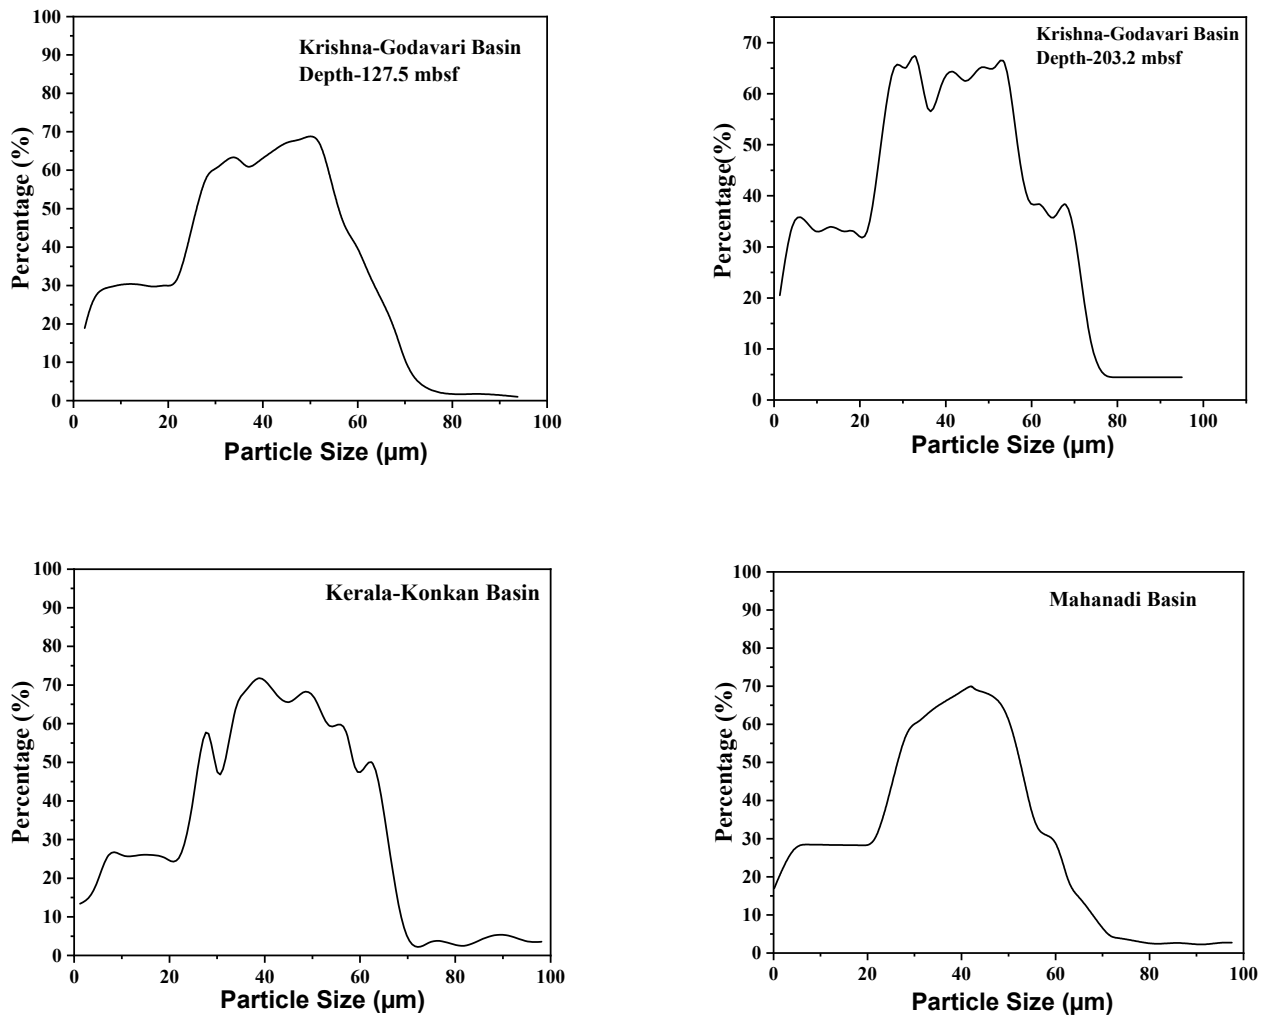 Krishna-Godavari Basin
Depth-127.5 mbsf
Percentage (%)
100
90
80
70
60
50
40
30
20
10
0
0 20 40 60 80 100
Particle Size (µm)
Krishna-Godavari Basin
Depth-203.2 mbsf
Percentage(%)
70
60
50
40
30
20
10
0
0 20 40 60 80 100
Particle Size (µm)
Kerala-Konkan Basin
Percentage (%)
100
90
80
70
60
50
40
30
20
10
0
0 20 40 60 80 100
Particle Size (µm)
Mahanadi Basin
Percentage (%)
100
90
80
70
60
50
40
30
20
10
0
0 20 40 60 80 100
Particle Size (µm)